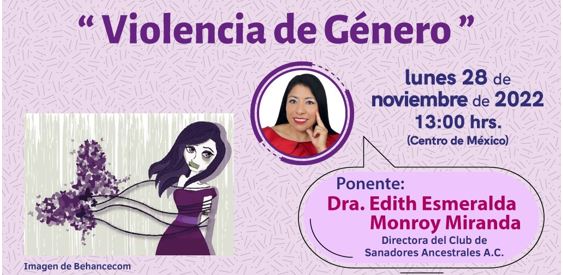 “ Violencia de Género ”
lunes 28 de
noviembre de 2022
13:00 hrs.
(Centro de México)
Ponente:
Dra. Edith Esmeralda
Monroy Miranda
Directora del Club de
Sanadores Ancestrales A.C.
Imagen de Behancecom